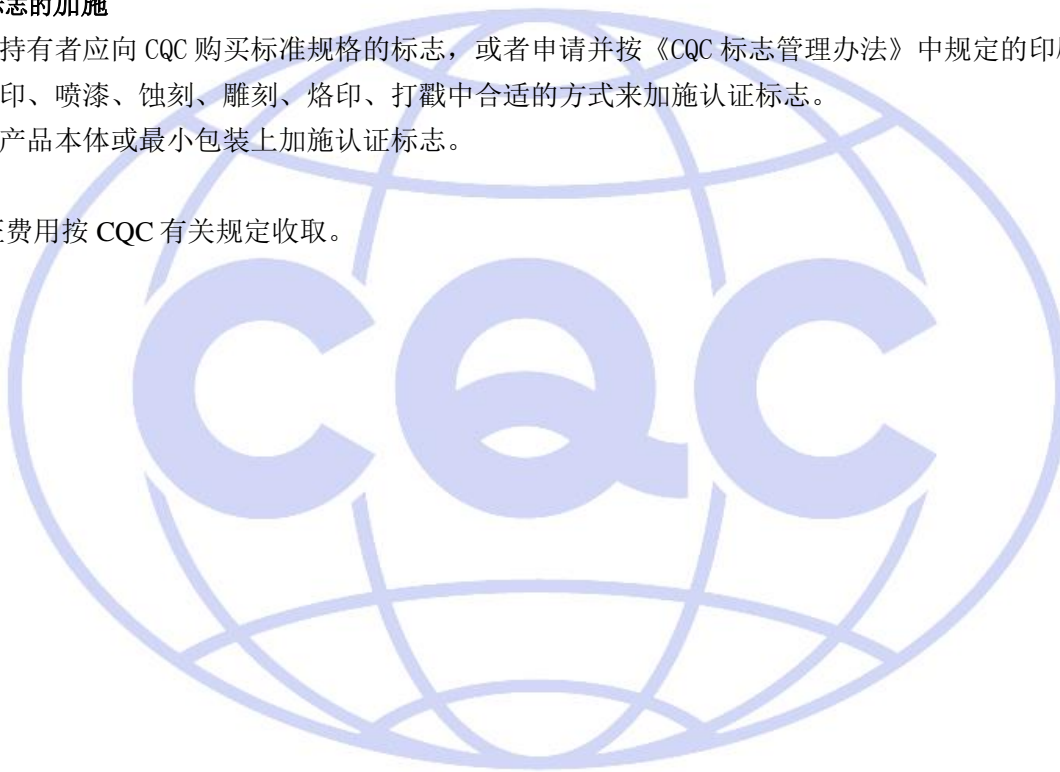 志的加施
持有者应向 CQC 购买标准规格的标志，或者申请并按《CQC 标志管理办法》中规定的印
印、喷漆、蚀刻、雕刻、烙印、打戳中合适的方式来加施认证标志。
产品本体或最小包装上加施认证标志。
费用按 CQC 有关规定收取。
CQC